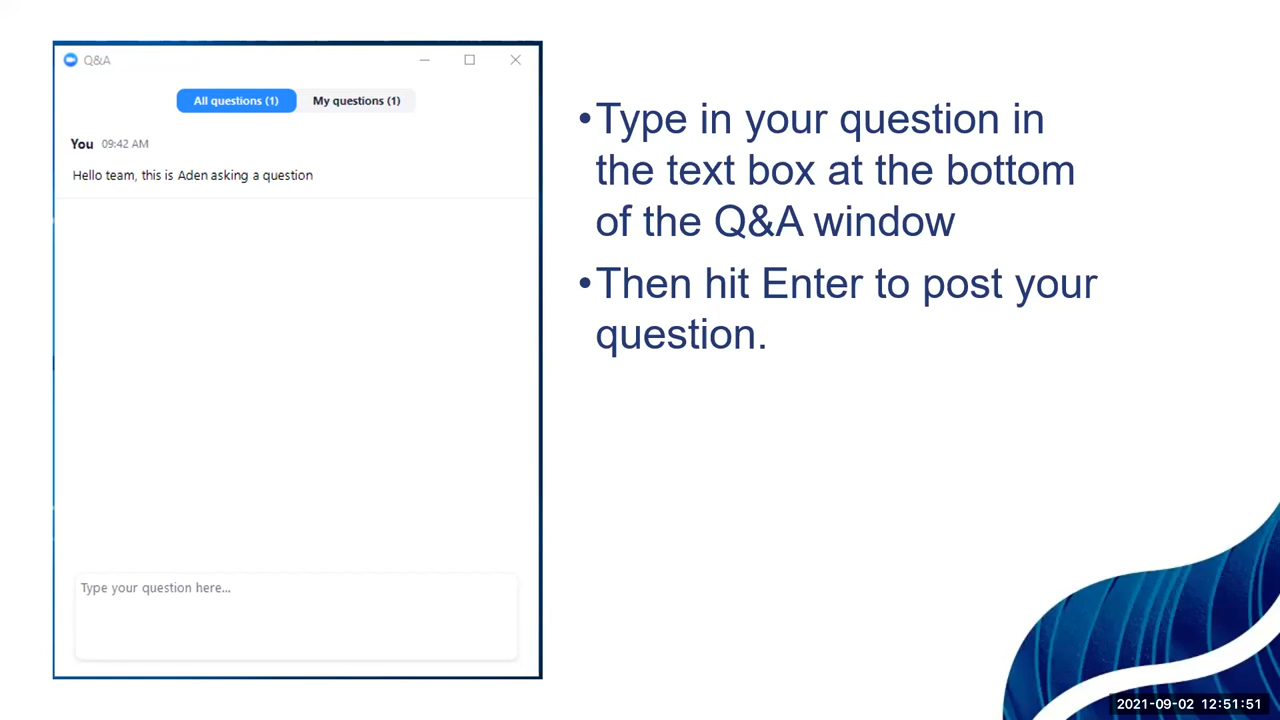 Q&A
All questions (1) My questions (1)
You 09:42 AM
Hello team, this is Aden asking a question
Type your question here...
•Type in your question in
the text box at the bottom
of the Q&A window
•Then hit Enter to post your
question.
2021-09-02 12:51:51